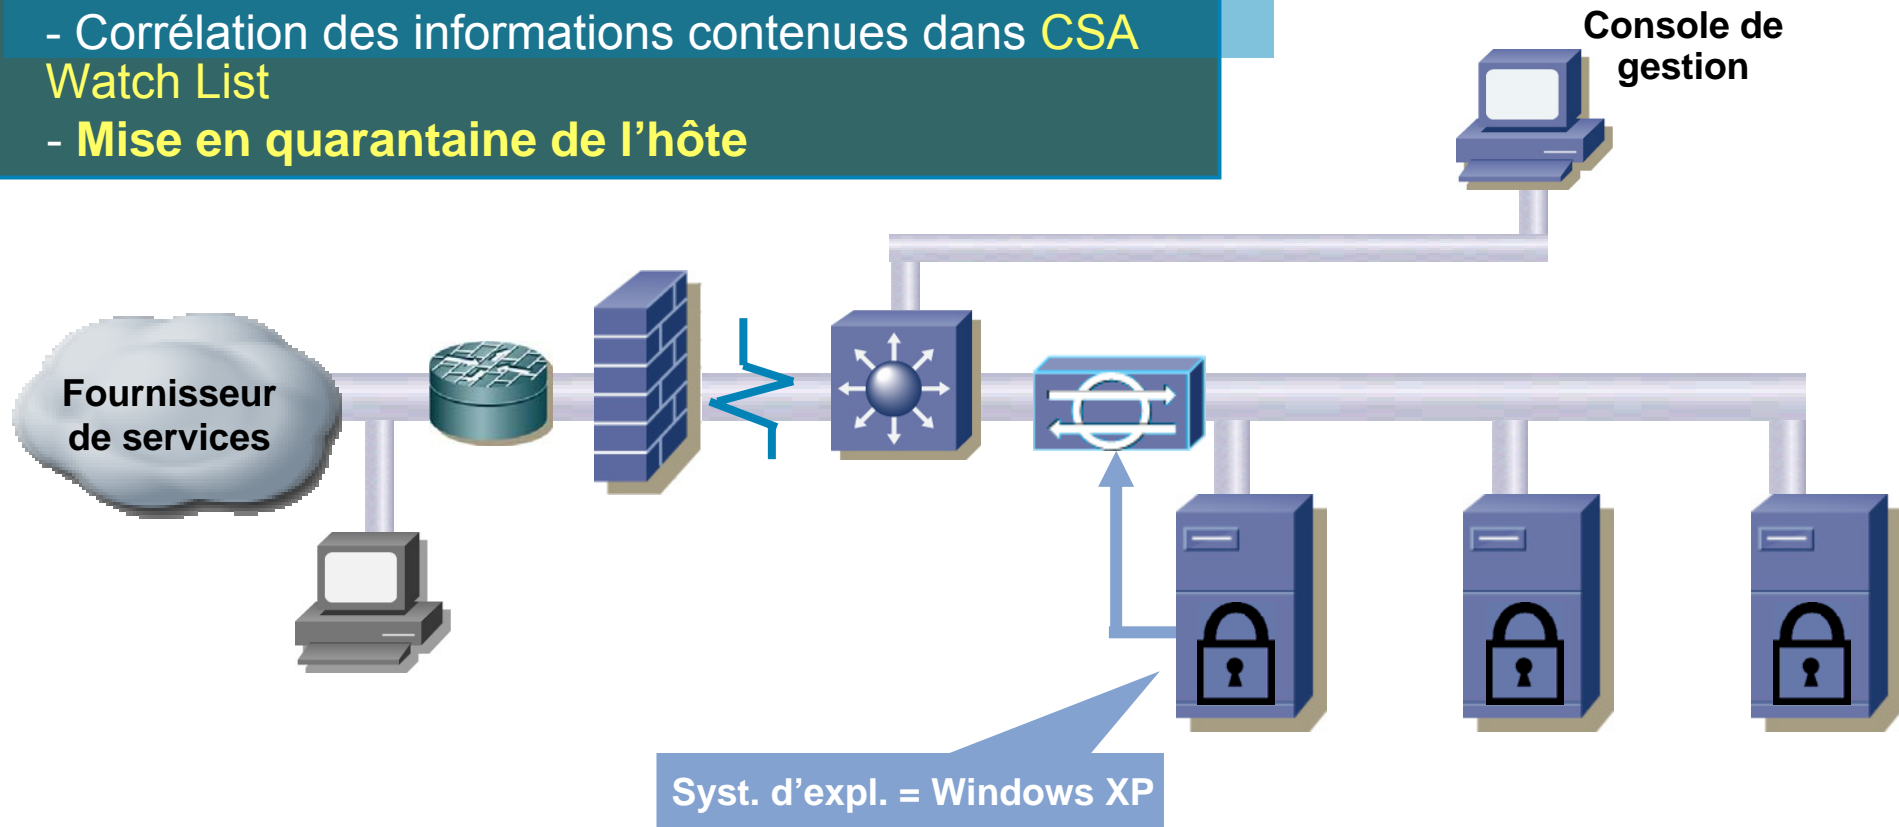 - Corrélation des informations contenues dans CSA
Watch List
- Mise en quarantaine de l’hôte
Console de
gestion
Fournisseur
de services
Syst. d’expl. = Windows XP